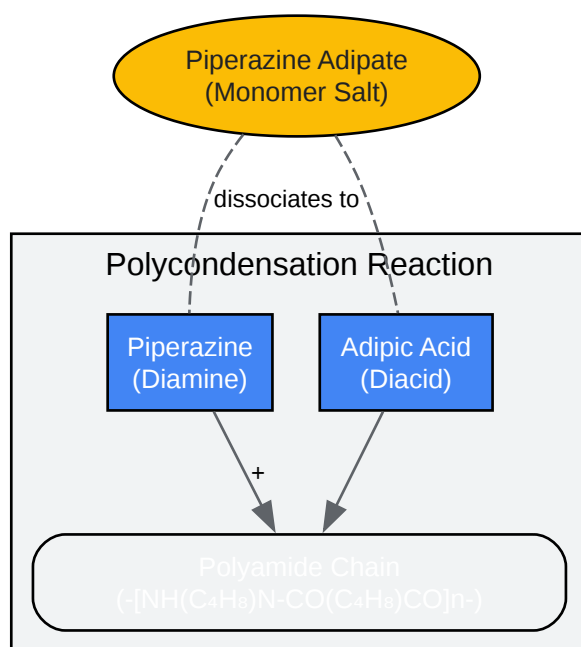 Piperazine Adipate
(Monomer Salt)
dissociates to
Polycondensation Reaction
Piperazine
(Diamine)
Adipic Acid
(Diacid)
+
Polyamide Chain
(-[NH(C₄H₈)N-CO(C₄H₈)CO]n-)